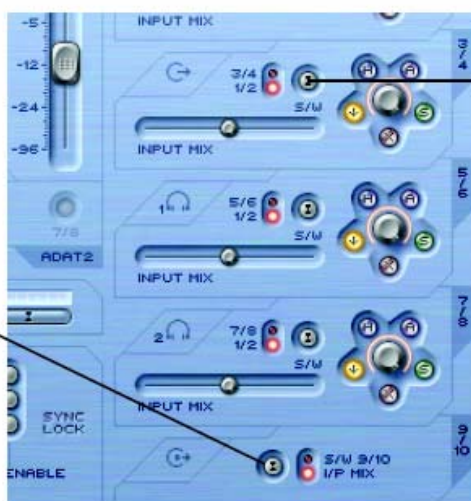 -5-
INPUT MIX
-12-
-24-
-96-
3/4
1/2
S/W
INPUT MIX
H A
S
X
3/4
7/8
ADAT2
1
5/6
1/2
S/W
INPUT MIX
H A
S
X
5/6
2
7/8
1/2
S/W
INPUT MIX
H A
S
X
7/8
SYNC
LOCK
ENABLE
S/W 9/10
I/P MIX
9/10